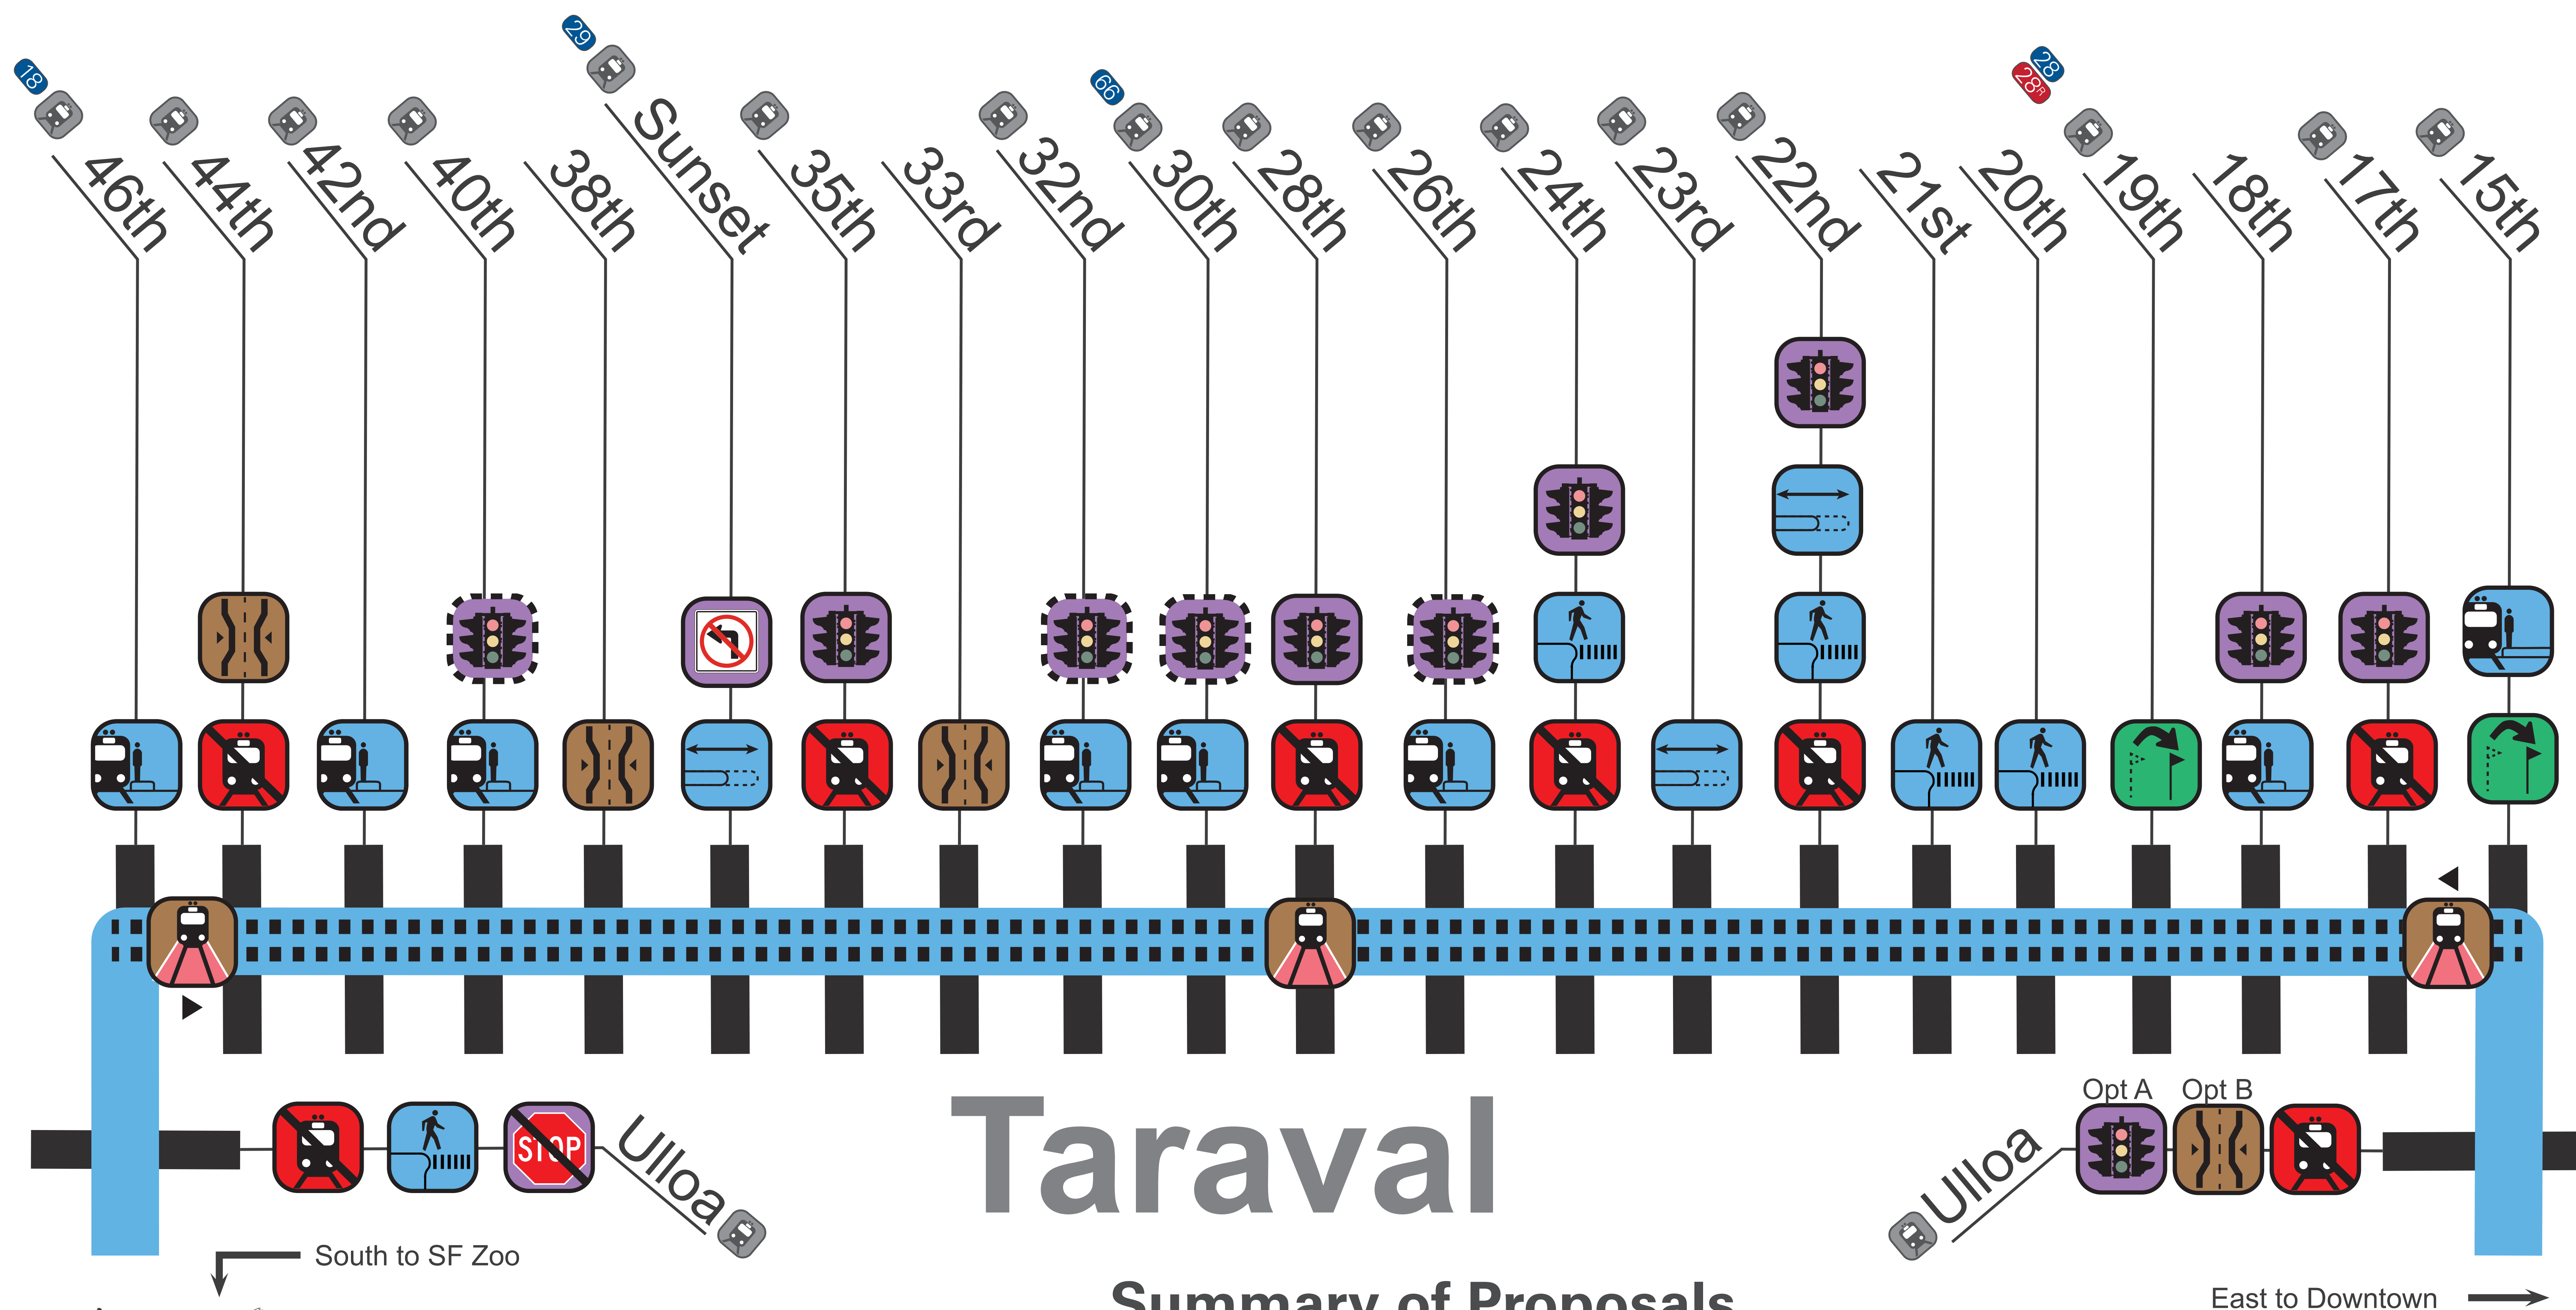 18
29
66
28
28R
46th
44th
42nd
40th
38th
Sunset
35th
33rd
32nd
30th
28th
26th
24th
23rd
22nd
21st
20th
19th
18th
17th
15th
Opt A Opt B
STOP
Ulloa
Taraval
Ulloa
South to SF Zoo
Summary of Proposals
East to Downtown